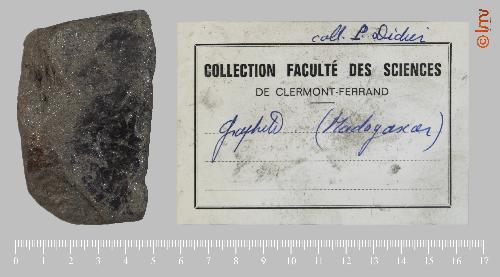 coll. P. Didier
COLLECTION FACULTÉ DES SCIENCES
DE CLERMONT-FERRAND
Graphite (Madagascar)
0 1 2 3 4 5 6 7 8 9 10 11 12 13 14 15 16 17
© lmv